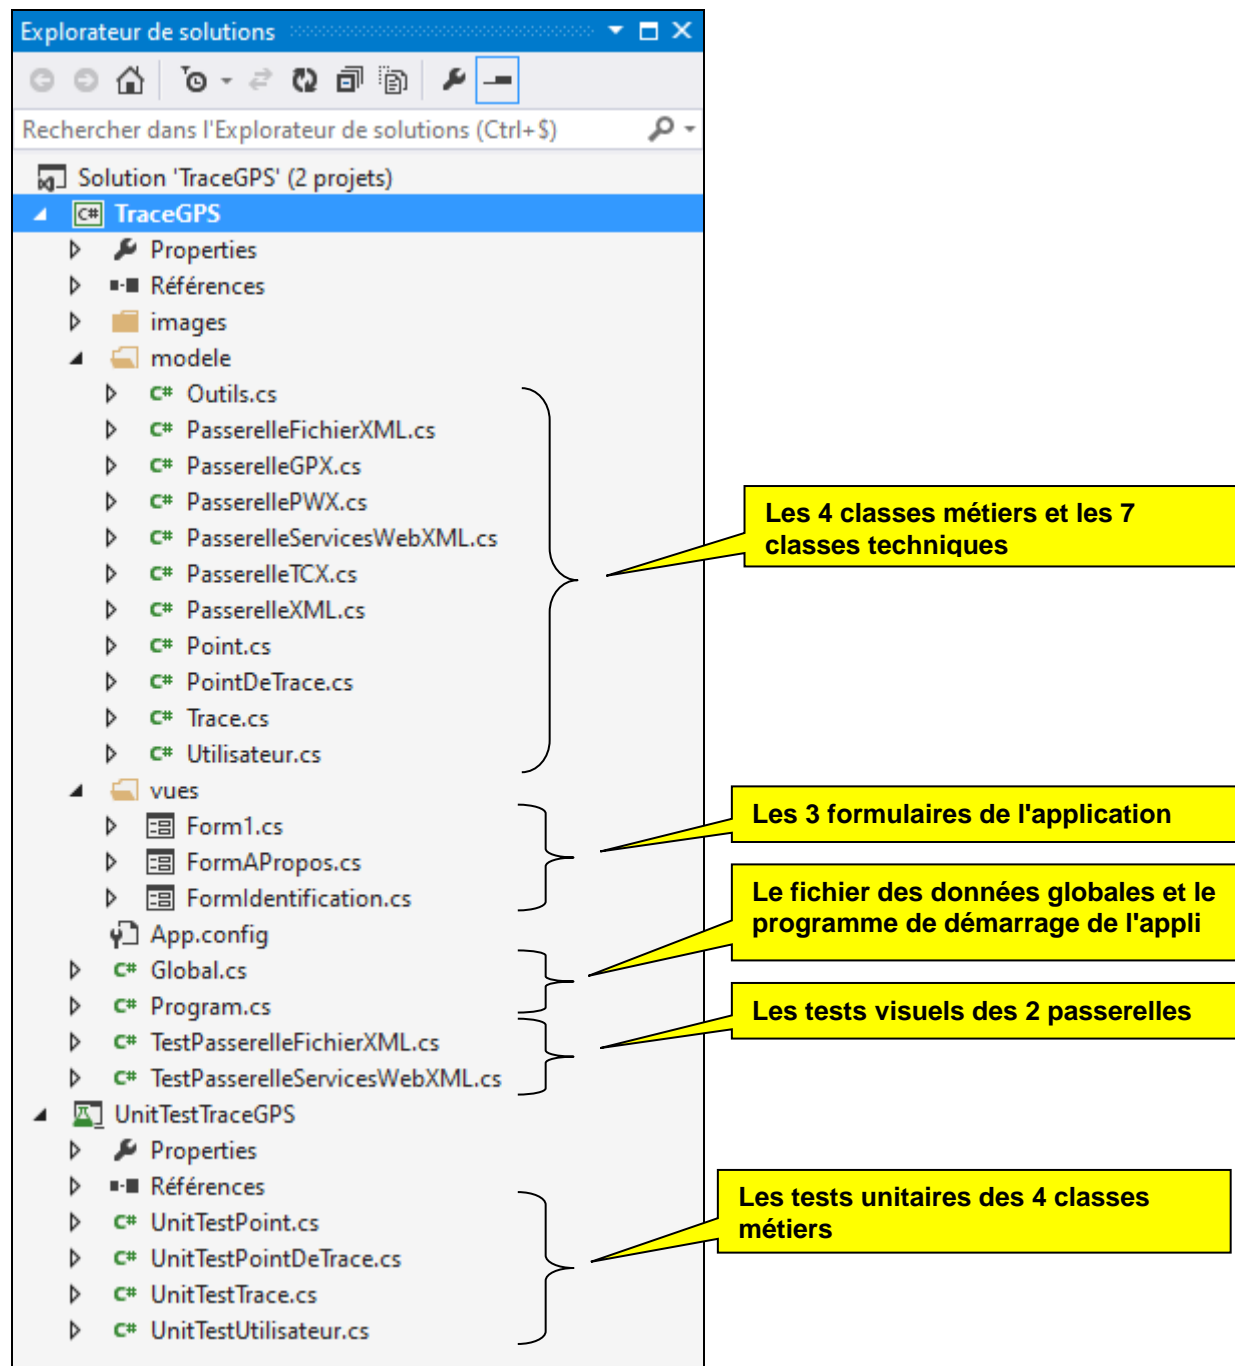 Explorateur de solutions
Rechercher dans l'Explorateur de solutions (Ctrl+$)
Solution 'TraceGPS' (2 projets)
C# TraceGPS
Properties
Références
images
modele
C# Outils.cs
C# PasserelleFichierXML.cs
C# PasserelleGPX.cs
C# PasserellePWX.cs
C# PasserelleServicesWebXML.cs
C# PasserelleTCX.cs
C# PasserelleXML.cs
C# Point.cs
C# PointDeTrace.cs
C# Trace.cs
C# Utilisateur.cs
Les 4 classes métiers et les 7
classes techniques
vues
Form1.cs
FormAPropos.cs
FormIdentification.cs
Les 3 formulaires de l'application
App.config
C# Global.cs
C# Program.cs
Le fichier des données globales et le
programme de démarrage de l'appli
C# TestPasserelleFichierXML.cs
C# TestPasserelleServicesWebXML.cs
Les tests visuels des 2 passerelles
UnitTestTraceGPS
Properties
Références
C# UnitTestPoint.cs
C# UnitTestPointDeTrace.cs
C# UnitTestTrace.cs
C# UnitTestUtilisateur.cs
Les tests unitaires des 4 classes
métiers